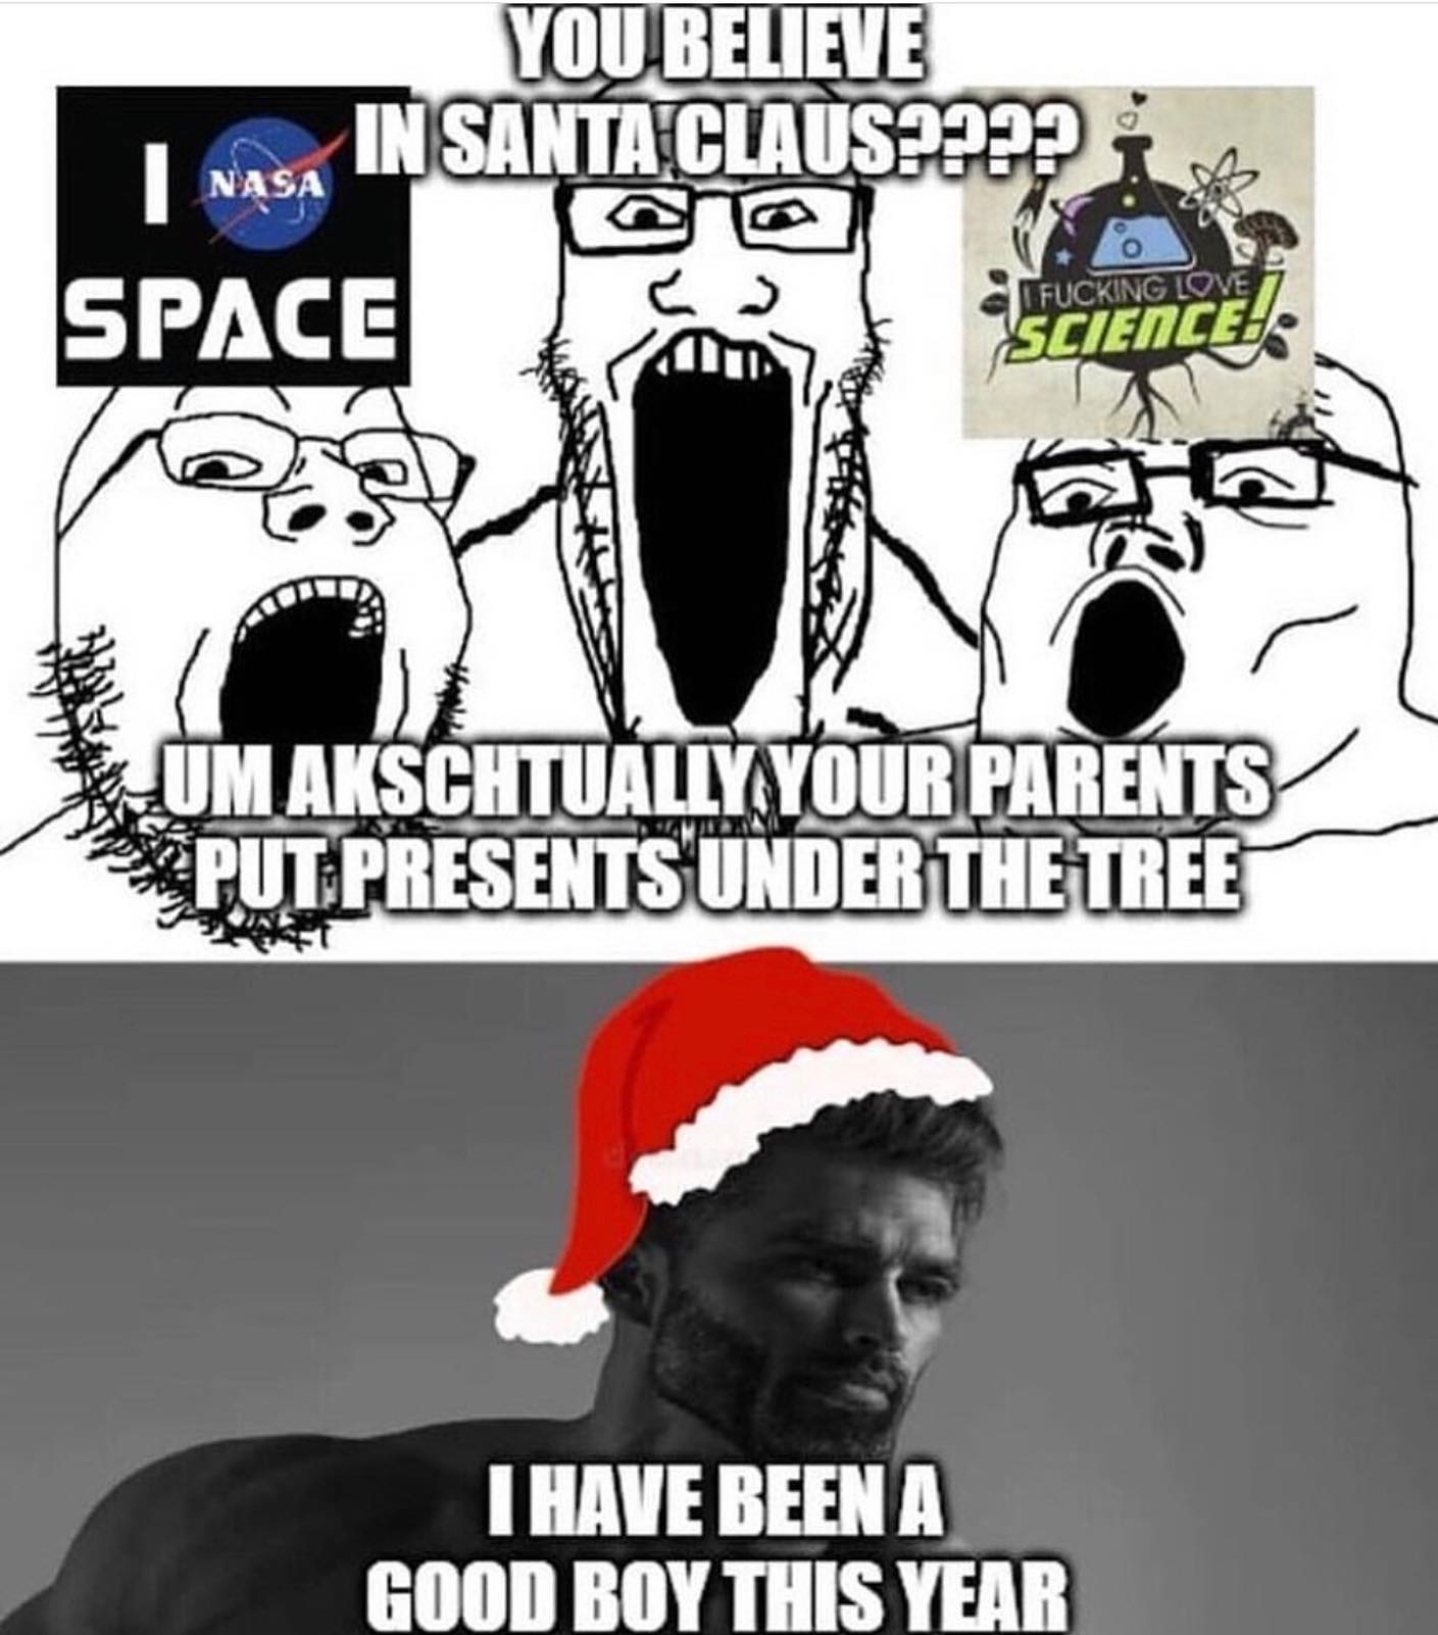 YOU BELIEVE
IN SANTA CLAUS????
I NASA
SPACE
I FUCKING LOVE
SCIENCE!
UM AKSCHTUALLY YOUR PARENTS
PUT PRESENTS UNDER THE TREE
I HAVE BEEN A
GOOD BOY THIS YEAR